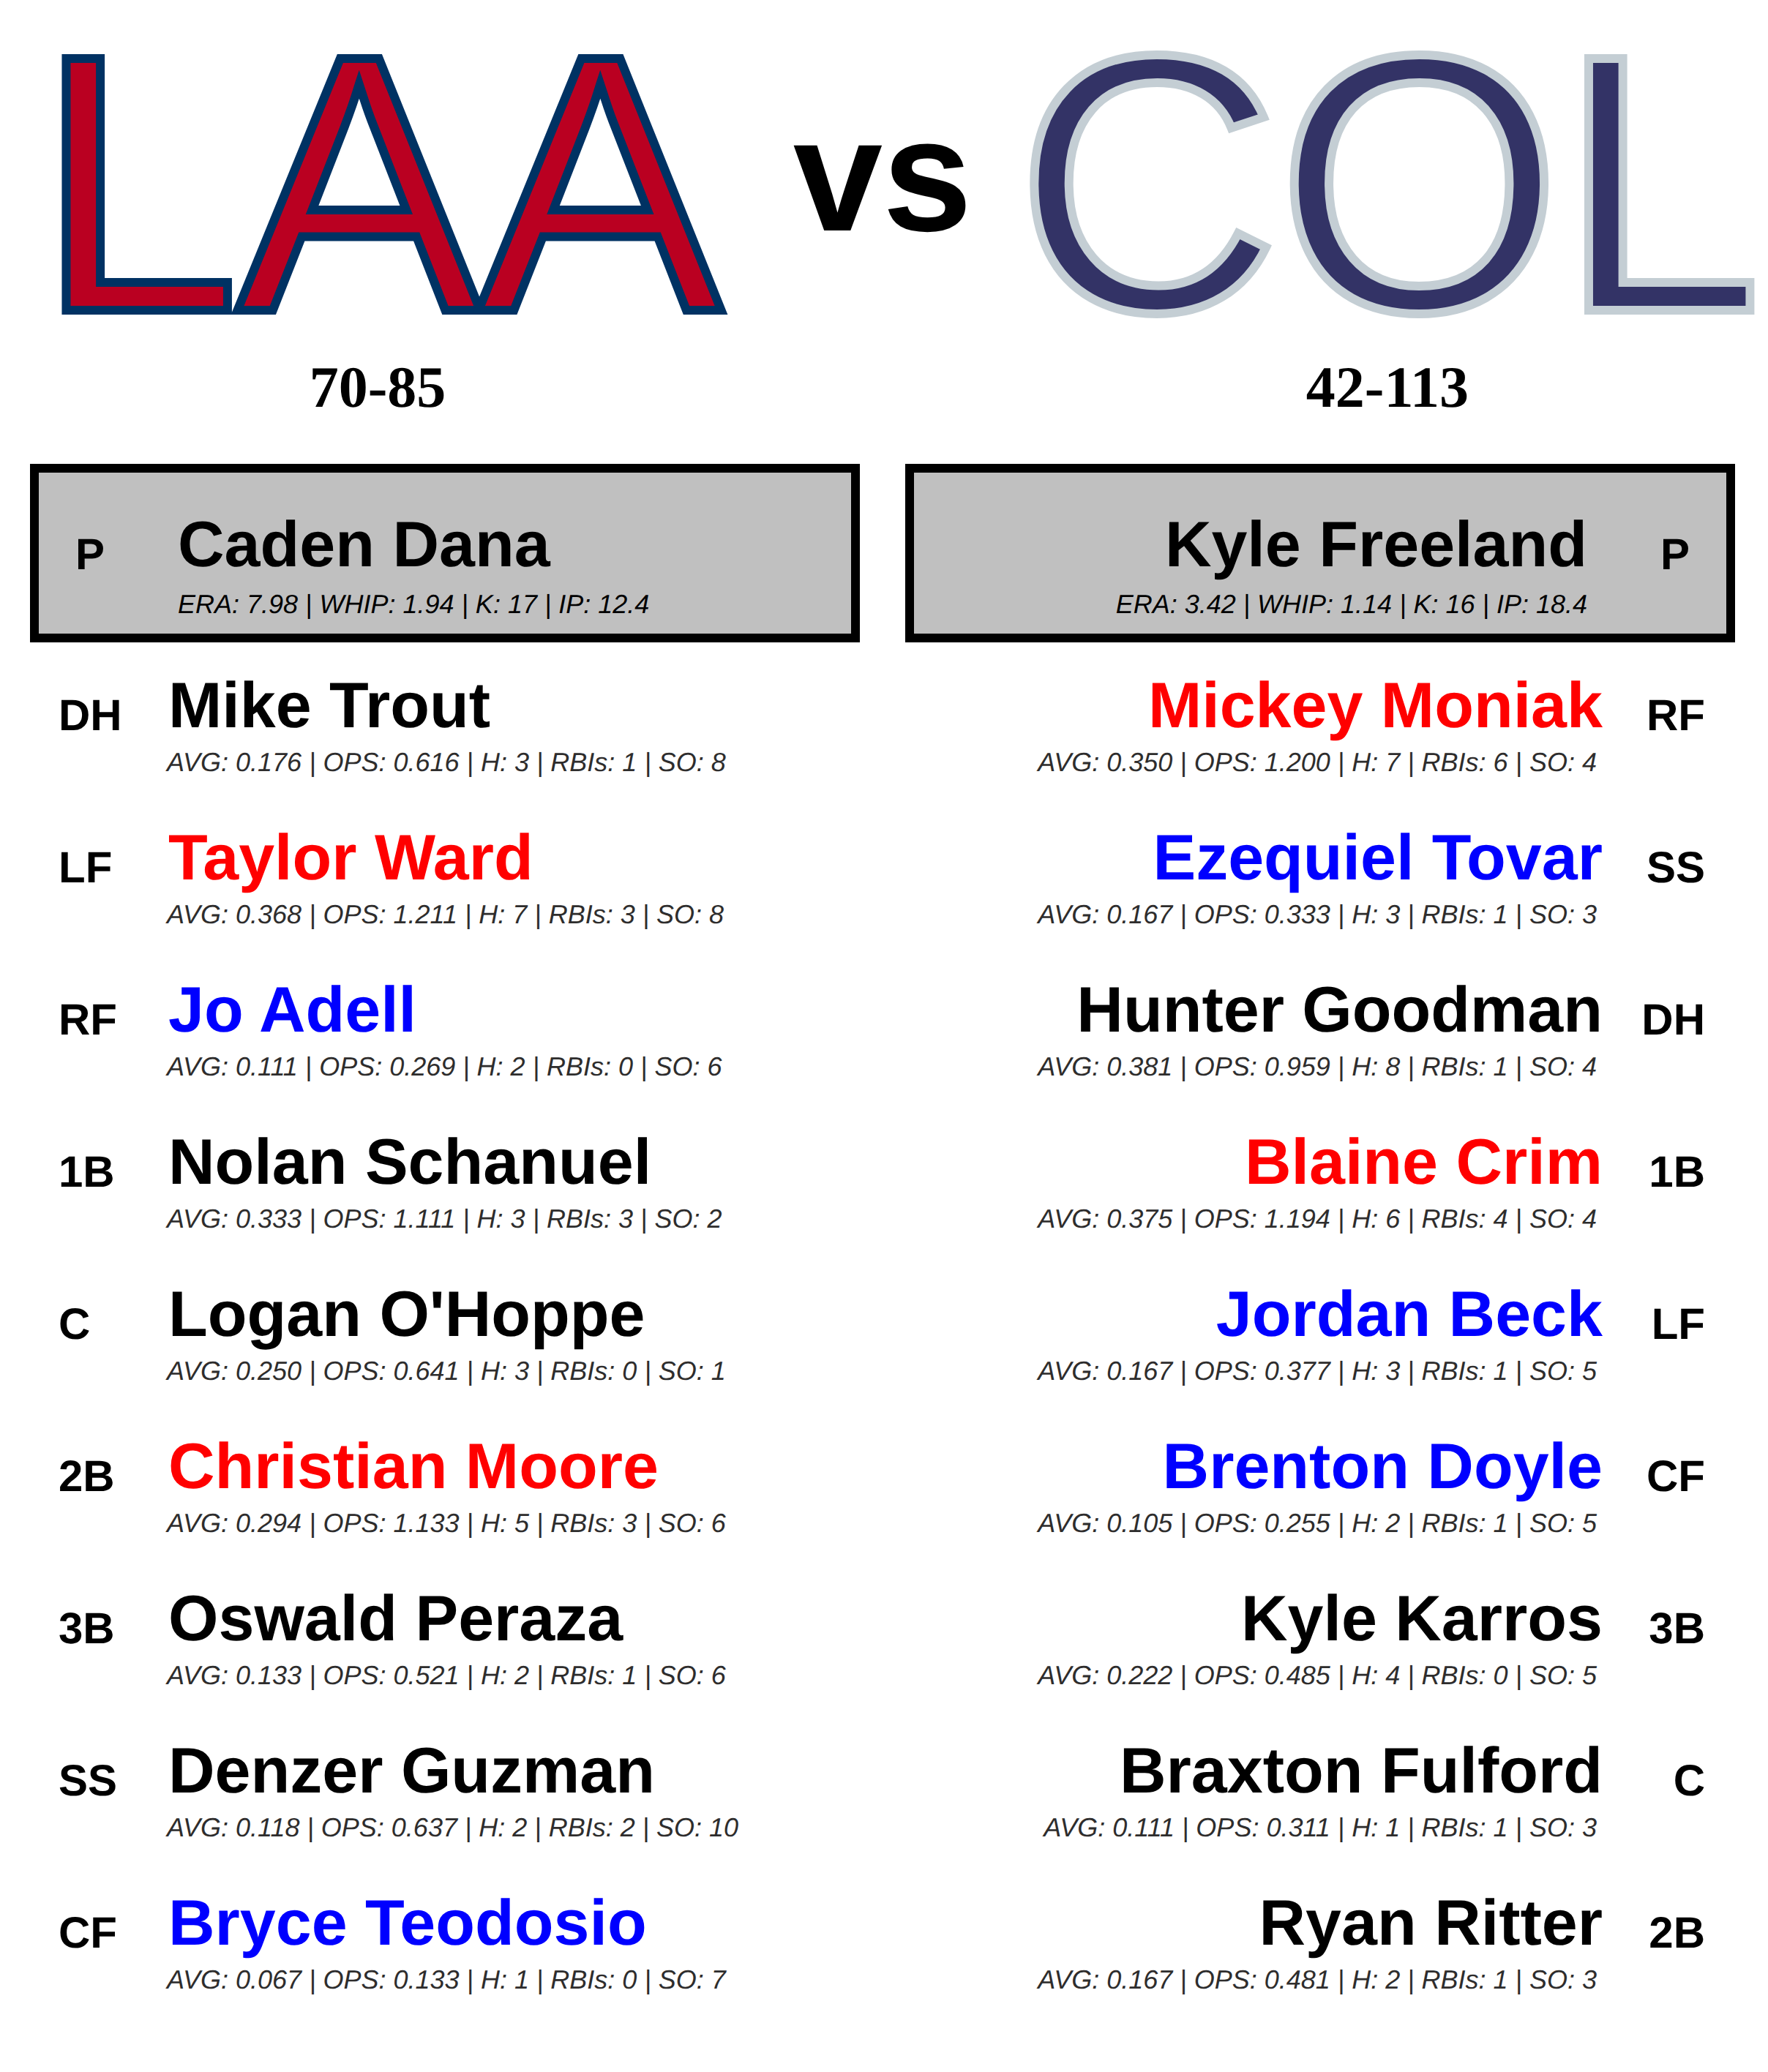 LAA vs COL
70-85
42-113
P Caden Dana
ERA: 7.98 | WHIP: 1.94 | K: 17 | IP: 12.4
Kyle Freeland P
ERA: 3.42 | WHIP: 1.14 | K: 16 | IP: 18.4
DH Mike Trout
AVG: 0.176 | OPS: 0.616 | H: 3 | RBIs: 1 | SO: 8
LF Taylor Ward
AVG: 0.368 | OPS: 1.211 | H: 7 | RBIs: 3 | SO: 8
RF Jo Adell
AVG: 0.111 | OPS: 0.269 | H: 2 | RBIs: 0 | SO: 6
1B Nolan Schanuel
AVG: 0.333 | OPS: 1.111 | H: 3 | RBIs: 3 | SO: 2
C Logan O'Hoppe
AVG: 0.250 | OPS: 0.641 | H: 3 | RBIs: 0 | SO: 1
2B Christian Moore
AVG: 0.294 | OPS: 1.133 | H: 5 | RBIs: 3 | SO: 6
3B Oswald Peraza
AVG: 0.133 | OPS: 0.521 | H: 2 | RBIs: 1 | SO: 6
SS Denzer Guzman
AVG: 0.118 | OPS: 0.637 | H: 2 | RBIs: 2 | SO: 10
CF Bryce Teodosio
AVG: 0.067 | OPS: 0.133 | H: 1 | RBIs: 0 | SO: 7
Mickey Moniak RF
AVG: 0.350 | OPS: 1.200 | H: 7 | RBIs: 6 | SO: 4
Ezequiel Tovar SS
AVG: 0.167 | OPS: 0.333 | H: 3 | RBIs: 1 | SO: 3
Hunter Goodman DH
AVG: 0.381 | OPS: 0.959 | H: 8 | RBIs: 1 | SO: 4
Blaine Crim 1B
AVG: 0.375 | OPS: 1.194 | H: 6 | RBIs: 4 | SO: 4
Jordan Beck LF
AVG: 0.167 | OPS: 0.377 | H: 3 | RBIs: 1 | SO: 5
Brenton Doyle CF
AVG: 0.105 | OPS: 0.255 | H: 2 | RBIs: 1 | SO: 5
Kyle Karros 3B
AVG: 0.222 | OPS: 0.485 | H: 4 | RBIs: 0 | SO: 5
Braxton Fulford C
AVG: 0.111 | OPS: 0.311 | H: 1 | RBIs: 1 | SO: 3
Ryan Ritter 2B
AVG: 0.167 | OPS: 0.481 | H: 2 | RBIs: 1 | SO: 3